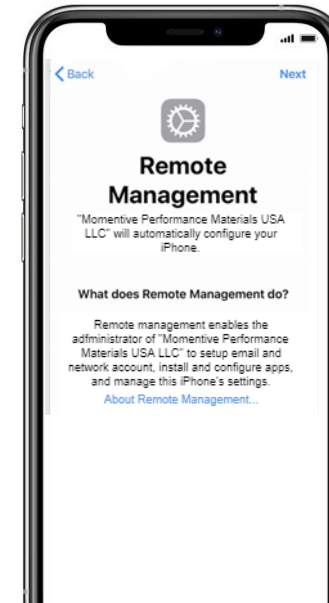 Back
Next
Remote
Management
"Momentive Performance Materials USA
LLC" will automatically configure your
iPhone.
What does Remote Management do?
Remote management enables the
adfministrator of "Momentive Performance
Materials USA LLC" to setup email and
network account, install and configure apps,
and manage this iPhone's settings.
About Remote Management...